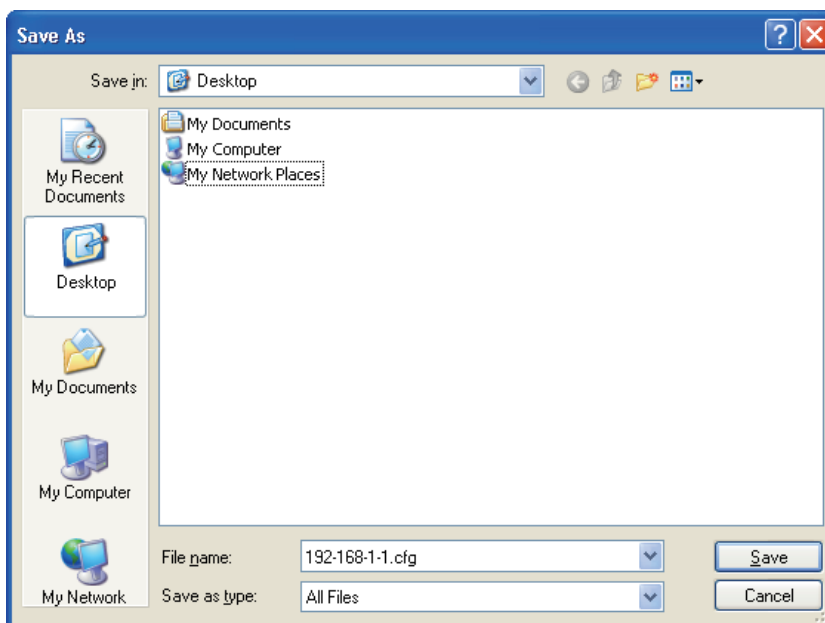 Save As
Save in:
Desktop
My Recent
Documents
Desktop
My Documents
My Computer
My Network
My Documents
My Computer
My Network Places
File name:
192-168-1-1.cfg
Save
Save as type:
All Files
Cancel